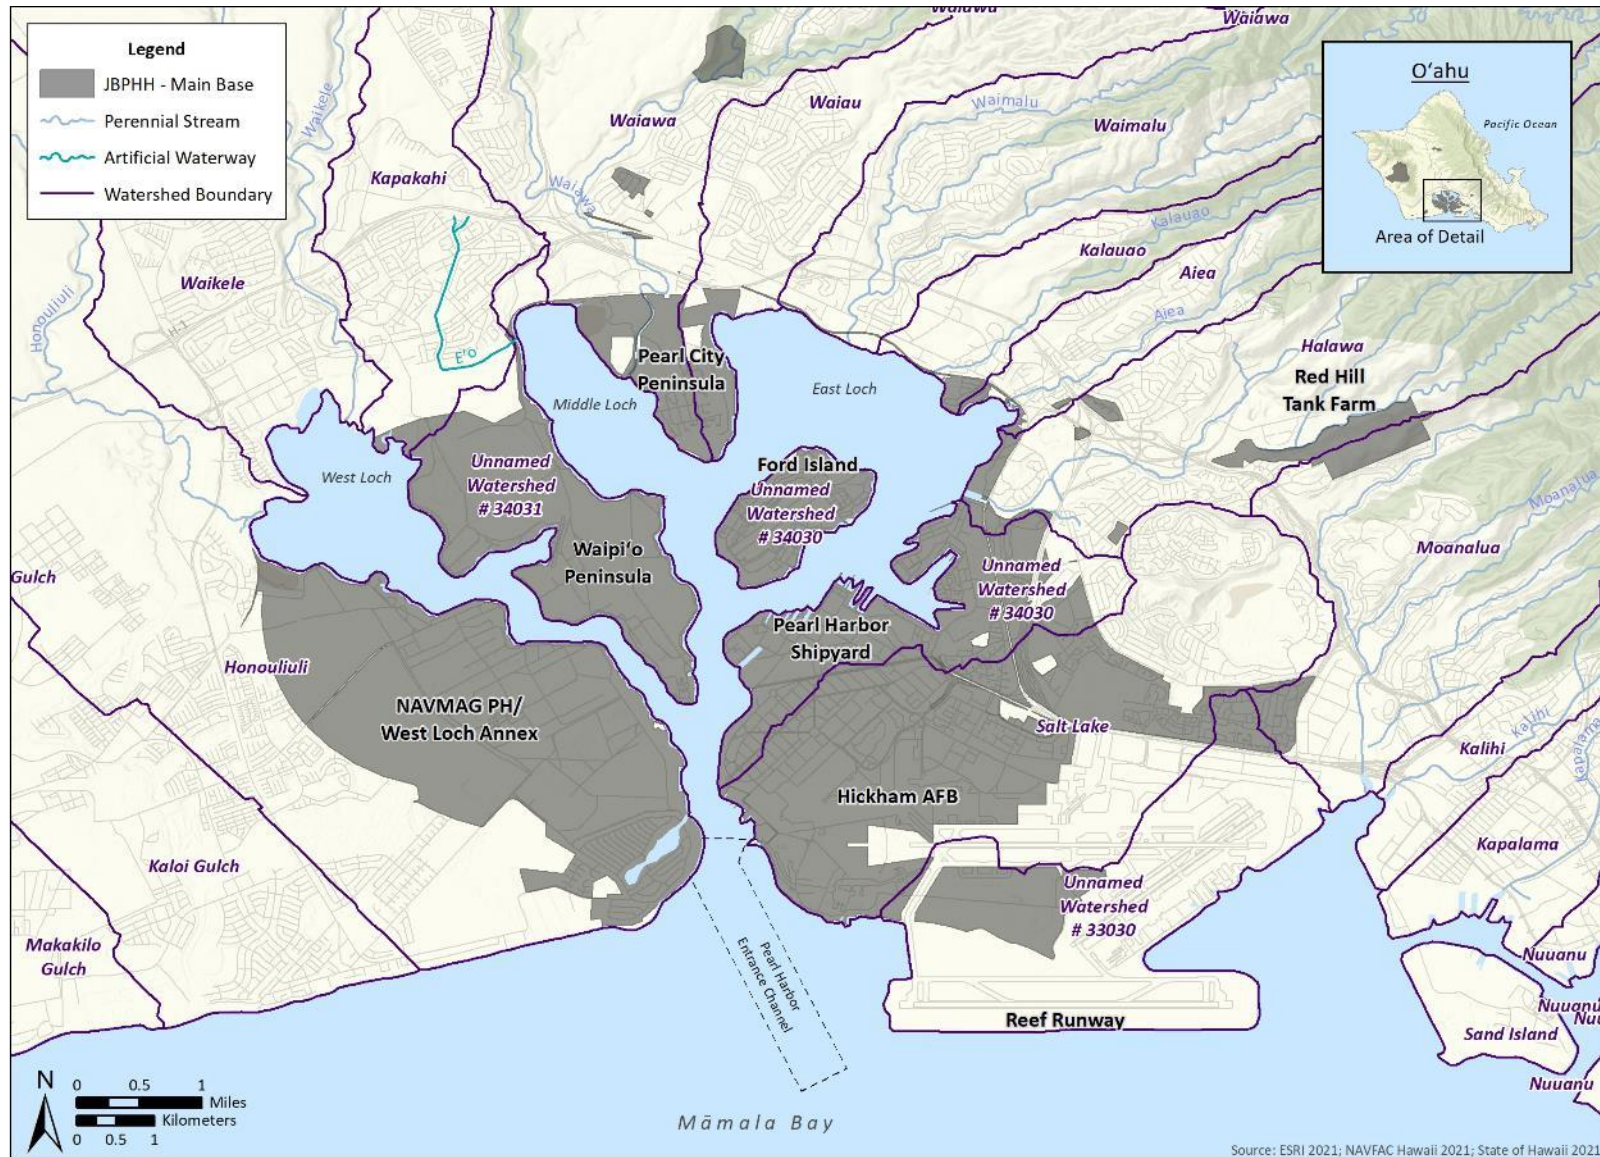 Legend
JBPHH - Main Base
Perennial Stream
Artificial Waterway
Watershed Boundary
Waiawa
Waiawa
O‘ahu
Pacific Ocean
Area of Detail
Waikele
Waiau
Waimalu
Waimalu
Waiawa
Kapakahi
Waiawa
Kalauao
Kalauao
Aiea
Aiea
Waikele
Honouliuli
H-1
E'o
Halawa
Red Hill
Tank Farm
Pearl City
Peninsula
Middle Loch
East Loch
West Loch
Unnamed
Watershed
# 34031
Ford Island
Unnamed
Watershed
# 34030
Moanalua
Moanalua
Waipi‘o
Peninsula
Unnamed
Watershed
# 34030
Gulch
Pearl Harbor
Shipyard
Honouliuli
NAVMAG PH/
West Loch Annex
Salt Lake
Kalihi
Kalihi
Kapalama
Hickham AFB
Kapalama
Kaloi Gulch
Unnamed
Watershed
# 33030
Makakilo
Gulch
Pearl Harbor
Entrance Channel
Nuuanu
Nuuanu
Nuu
Reef Runway
Sand Island
Nuuanu
N
0 0.5 1
Miles
Kilometers
0 0.5 1
Māmala Bay
Source: ESRI 2021; NAVFAC Hawaii 2021; State of Hawaii 2021